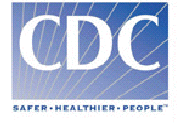 CDC
SAFER • HEALTHIER • PEOPLE™